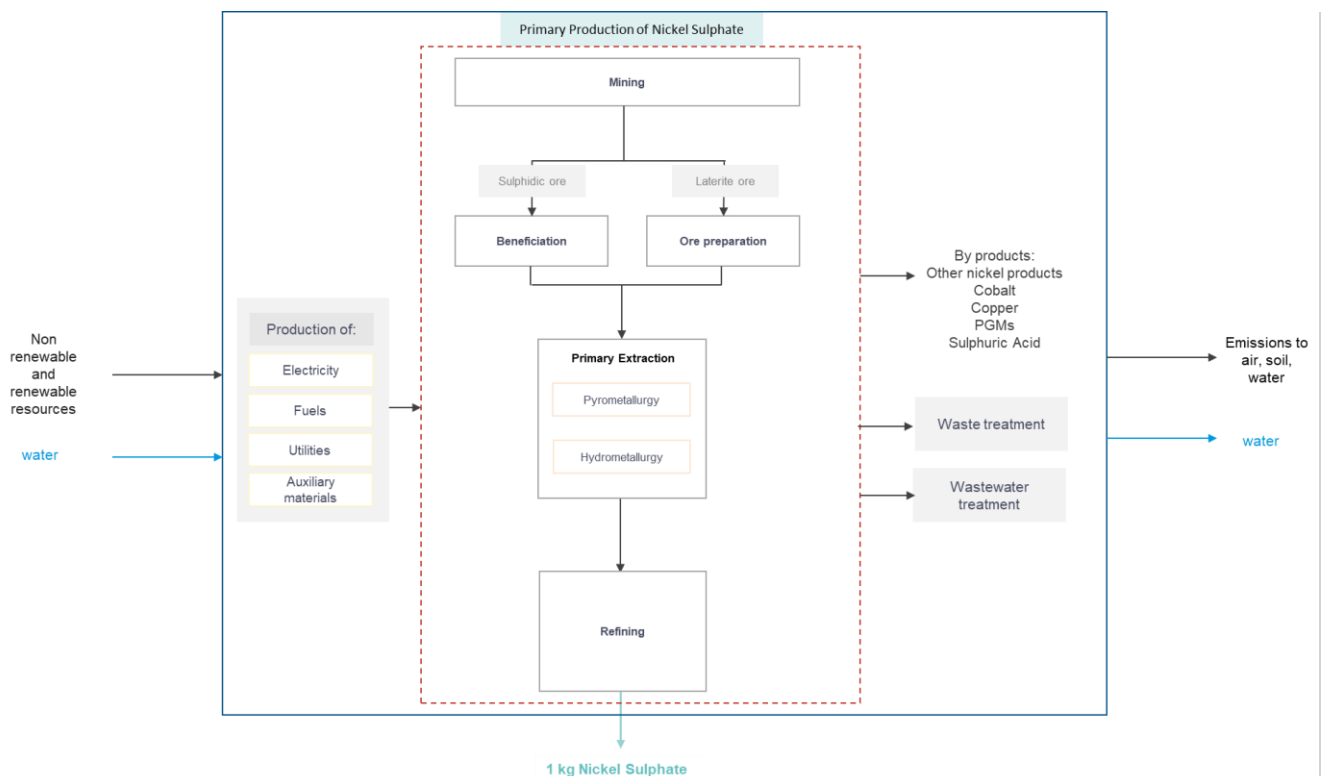 Primary Production of Nickel Sulphate
Mining
Sulphidic ore
Laterite ore
Beneficiation
Ore preparation
Primary Extraction
Pyrometallurgy
Hydrometallurgy
Refining
1 kg Nickel Sulphate
Non
renewable
and
renewable
resources
water
Production of:
Electricity
Fuels
Utilities
Auxiliary
materials
By products:
Other nickel products
Cobalt
Copper
PGMs
Sulphuric Acid
Waste treatment
Wastewater
treatment
Emissions to
air, soil,
water
water